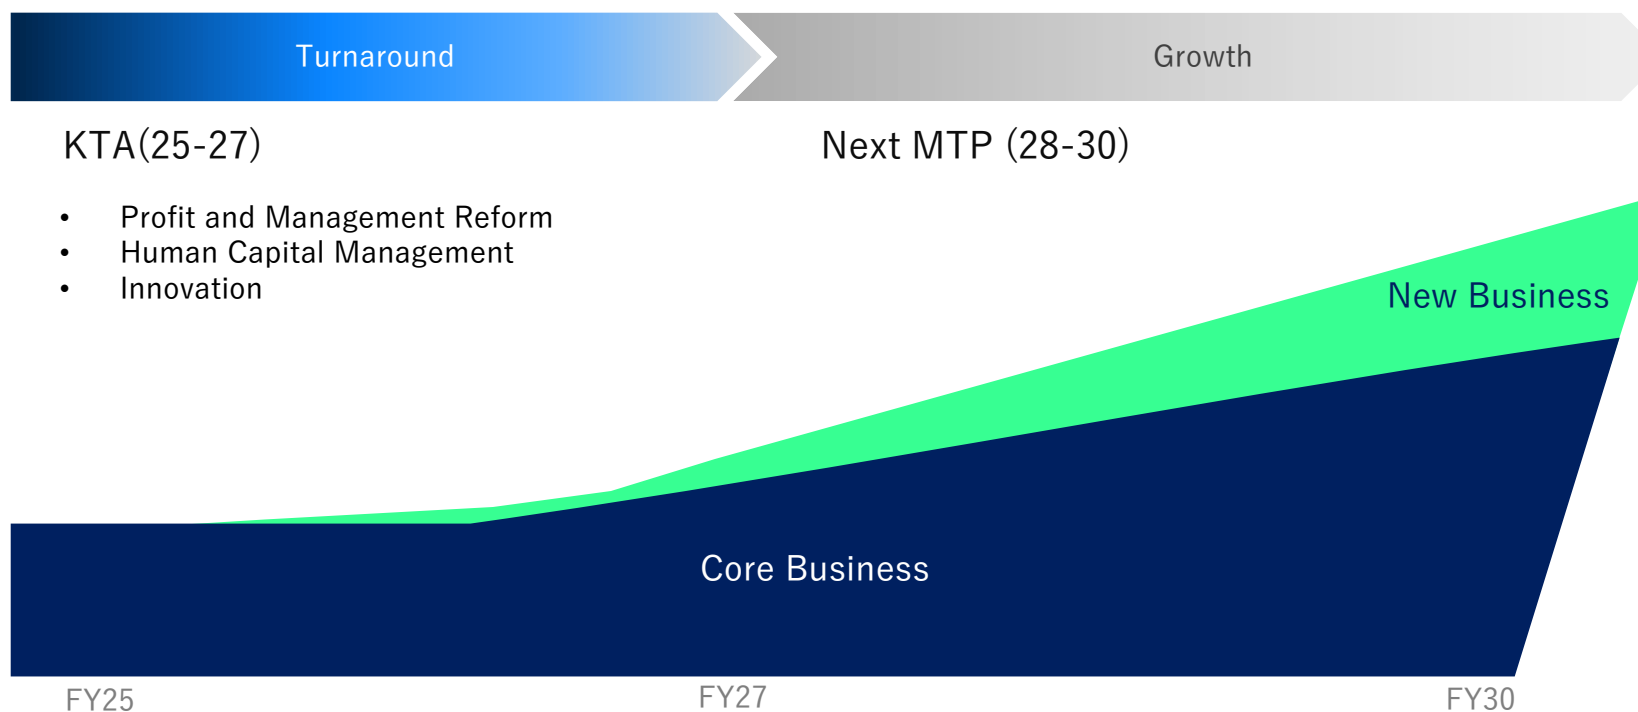 Turnaround
Growth
KTA(25-27)
Next MTP (28-30)
• Profit and Management Reform
• Human Capital Management
• Innovation
New Business
Core Business
FY25
FY27
FY30